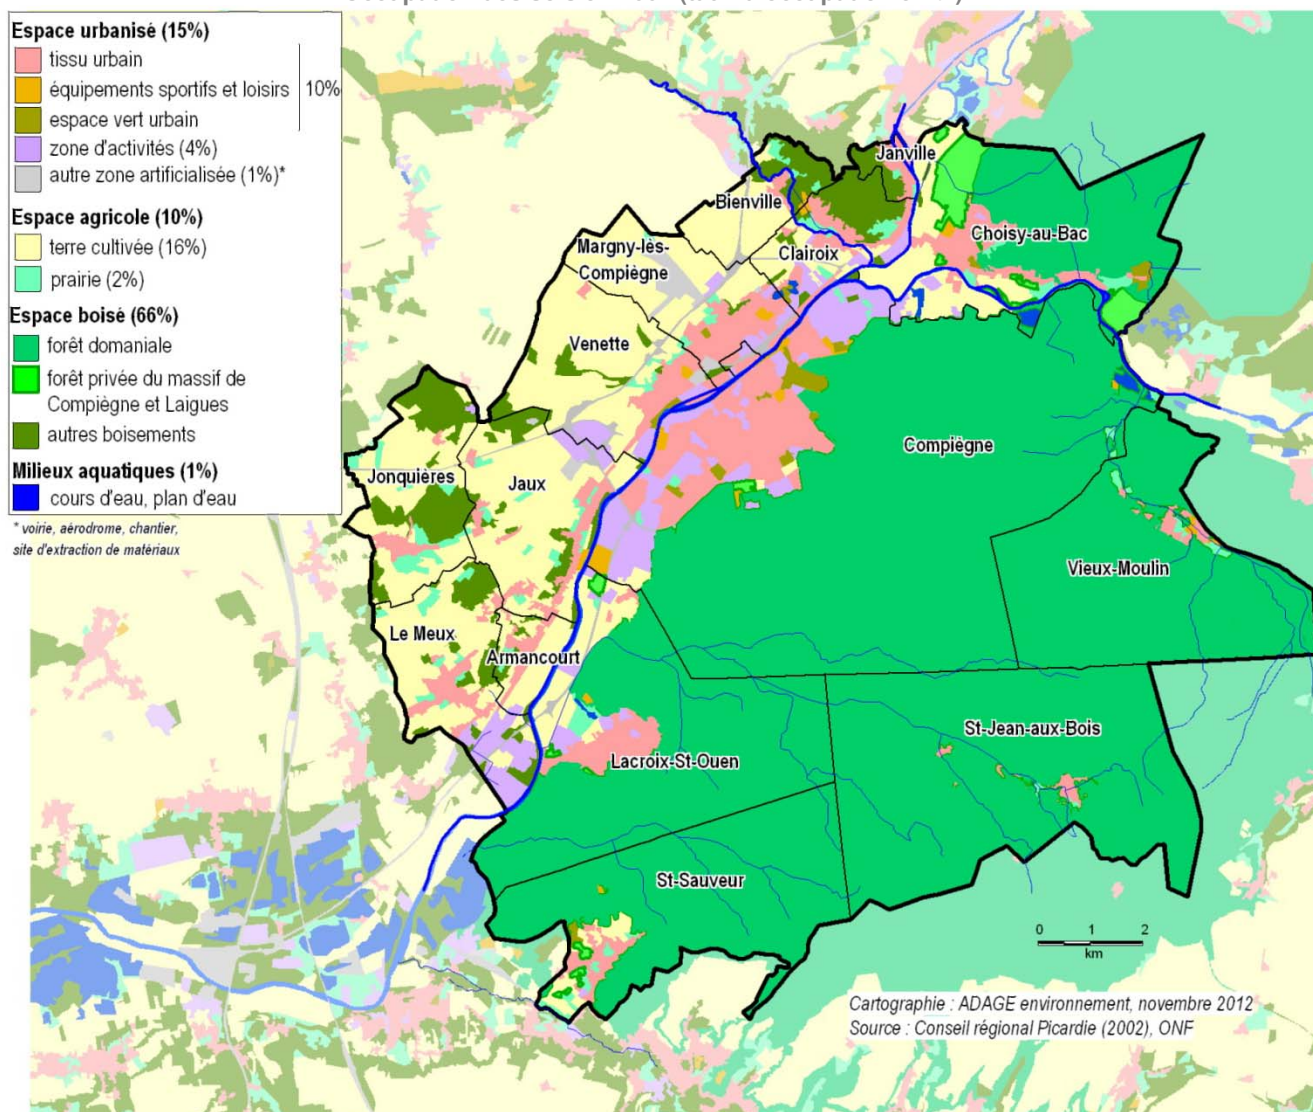 Espace urbanisé (15%)
tissu urbain
équipements sportifs et loisirs
10%
espace vert urbain
zone d'activités (4%)
autre zone artificialisée (1%)*
Espace agricole (10%)
terre cultivée (16%)
prairie (2%)
Espace boisé (66%)
forêt domaniale
forêt privée du massif de
Compiègne et Laigues
autres boisements
Milieux aquatiques (1%)
cours d'eau, plan d'eau
* voirie, aérodrome, chantier,
site d'extraction de matériaux
Janville
Bienville
Choisy-au-Bac
Margny-lès-
Compiègne
Clairoix
Venette
Compiègne
Jonquières
Jaux
Vieux-Moulin
Le Meux
Armancourt
St-Jean-aux-Bois
Lacroix-St-Ouen
St-Sauveur
0 1 2
km
Cartographie : ADAGE environnement, novembre 2012
Source : Conseil régional Picardie (2002), ONF